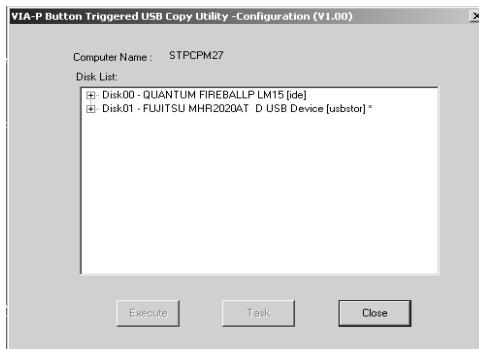 VIA-P Button Triggered USB Copy Utility -Configuration (V1.00)
Computer Name : STPCPM27
Disk List:
Disk00 - QUANTUM FIREBALLP LM15 [ide]
Disk01 - FUJITSU MHR2020AT D USB Device [usbstor] *
Execute Task Close